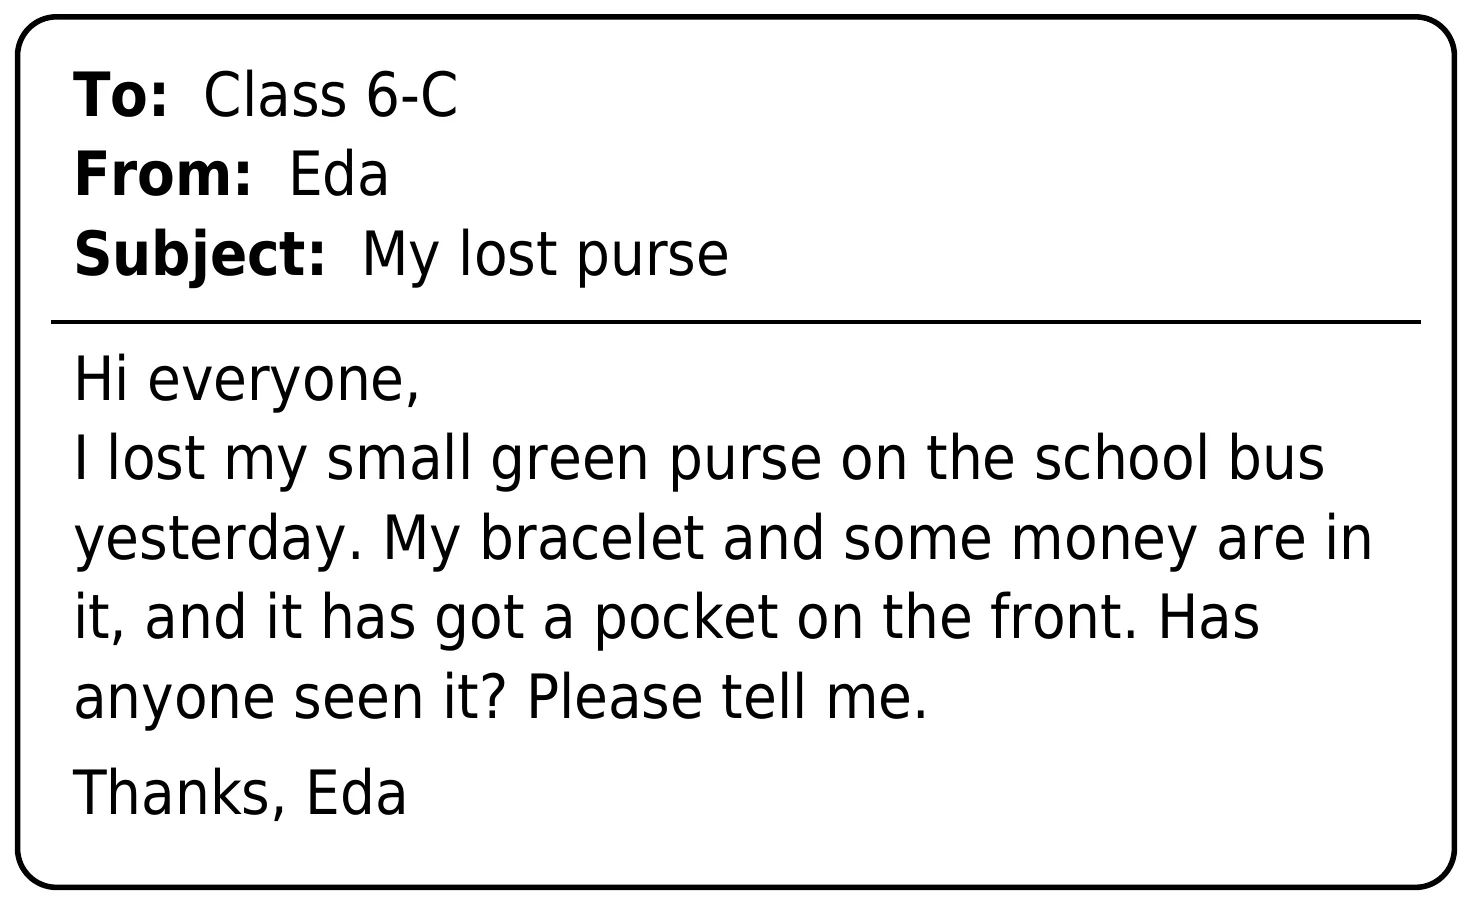 To: Class 6-C
From: Eda
Subject: My lost purse
Hi everyone,
I lost my small green purse on the school bus
yesterday. My bracelet and some money are in
it, and it has got a pocket on the front. Has
anyone seen it? Please tell me.
Thanks, Eda